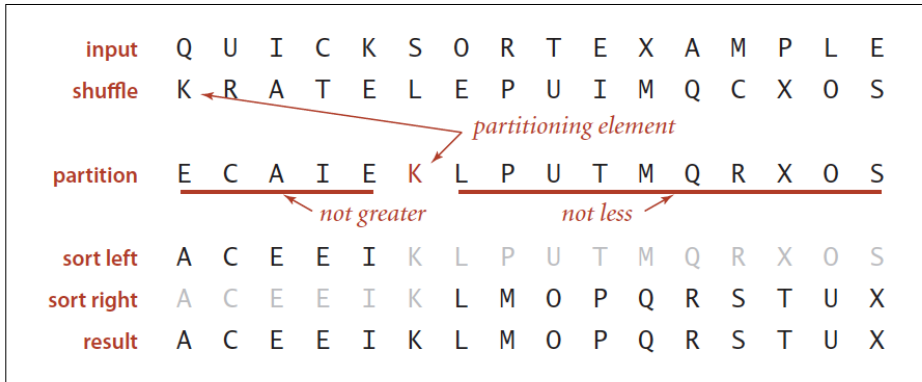 input Q U I C K S O R T E X A M P L E
shuffle K R A T E L E P U I M Q C X O S
partitioning element
partition E C A I E K L P U T M Q R X O S
not greater not less
sort left A C E E I K L P U T M Q R X O S
sort right A C E E I K L M O P Q R S T U X
result A C E E I K L M O P Q R S T U X